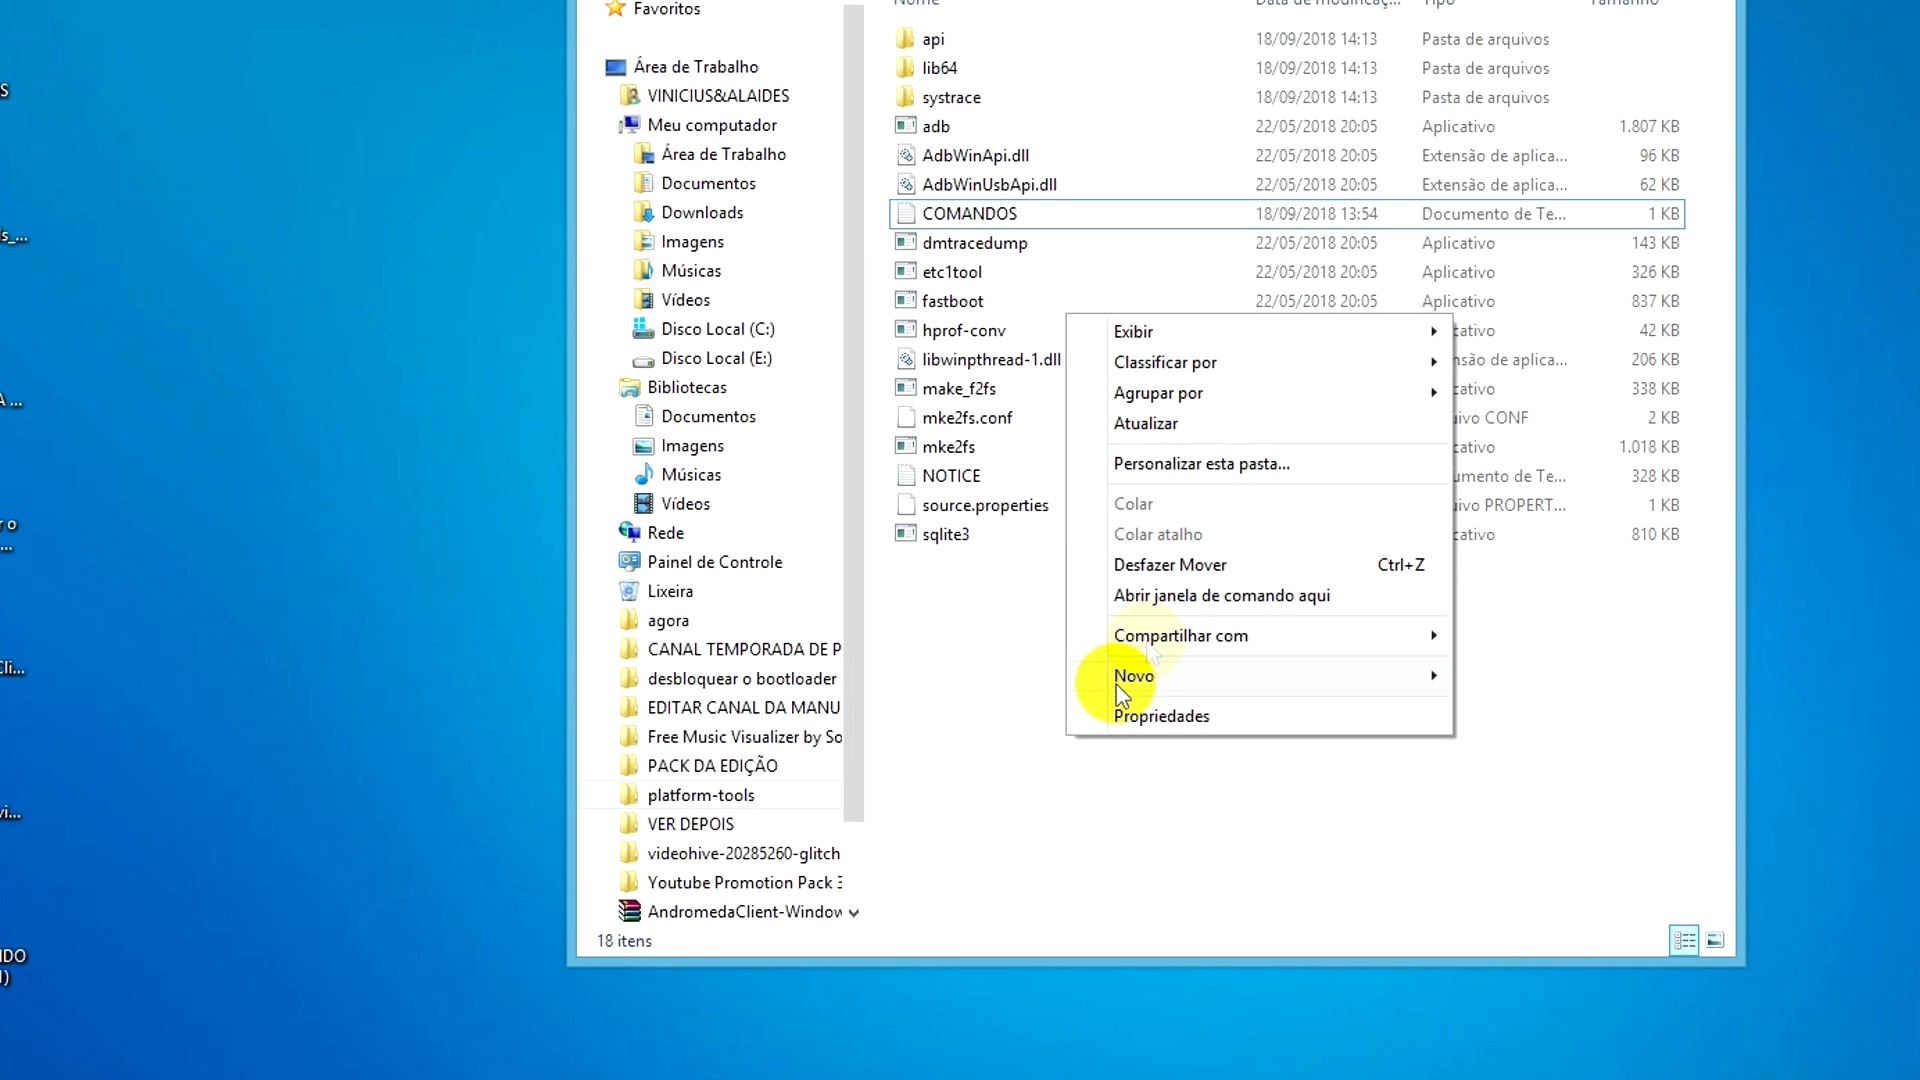 Favoritos
Área de Trabalho
VINICIUS&ALAIDES
Meu computador
Área de Trabalho
Documentos
Downloads
Imagens
Músicas
Vídeos
Disco Local (C:)
Disco Local (E:)
Bibliotecas
Documentos
Imagens
Músicas
Vídeos
Rede
Painel de Controle
Lixeira
agora
CANAL TEMPORADA DE P
desbloquear o bootloader
EDITAR CANAL DA MANU
Free Music Visualizer by So
PACK DA EDIÇÃO
platform-tools
VER DEPOIS
videohive-20285260-glitch
Youtube Promotion Pack 3
AndromedaClient-Window
18 itens
Nome Data de modificaç... Tipo Tamanho
api 18/09/2018 14:13 Pasta de arquivos
lib64 18/09/2018 14:13 Pasta de arquivos
systrace 18/09/2018 14:13 Pasta de arquivos
adb 22/05/2018 20:05 Aplicativo 1.807 KB
AdbWinApi.dll 22/05/2018 20:05 Extensão de aplica... 96 KB
AdbWinUsbApi.dll 22/05/2018 20:05 Extensão de aplica... 62 KB
COMANDOS 18/09/2018 13:54 Documento de Te... 1 KB
dmtracedump 22/05/2018 20:05 Aplicativo 143 KB
etc1tool 22/05/2018 20:05 Aplicativo 326 KB
fastboot 22/05/2018 20:05 Aplicativo 837 KB
hprof-conv cativo 42 KB
libwinpthread-1.dll nsão de aplica... 206 KB
make_f2fs cativo 338 KB
mke2fs.conf uivo CONF 2 KB
mke2fs cativo 1.018 KB
NOTICE umento de Te... 328 KB
source.properties uivo PROPERT... 1 KB
sqlite3 cativo 810 KB
Exibir
Classificar por
Agrupar por
Atualizar
Personalizar esta pasta...
Colar
Colar atalho
Desfazer Mover Ctrl+Z
Abrir janela de comando aqui
Compartilhar com
Novo
Propriedades